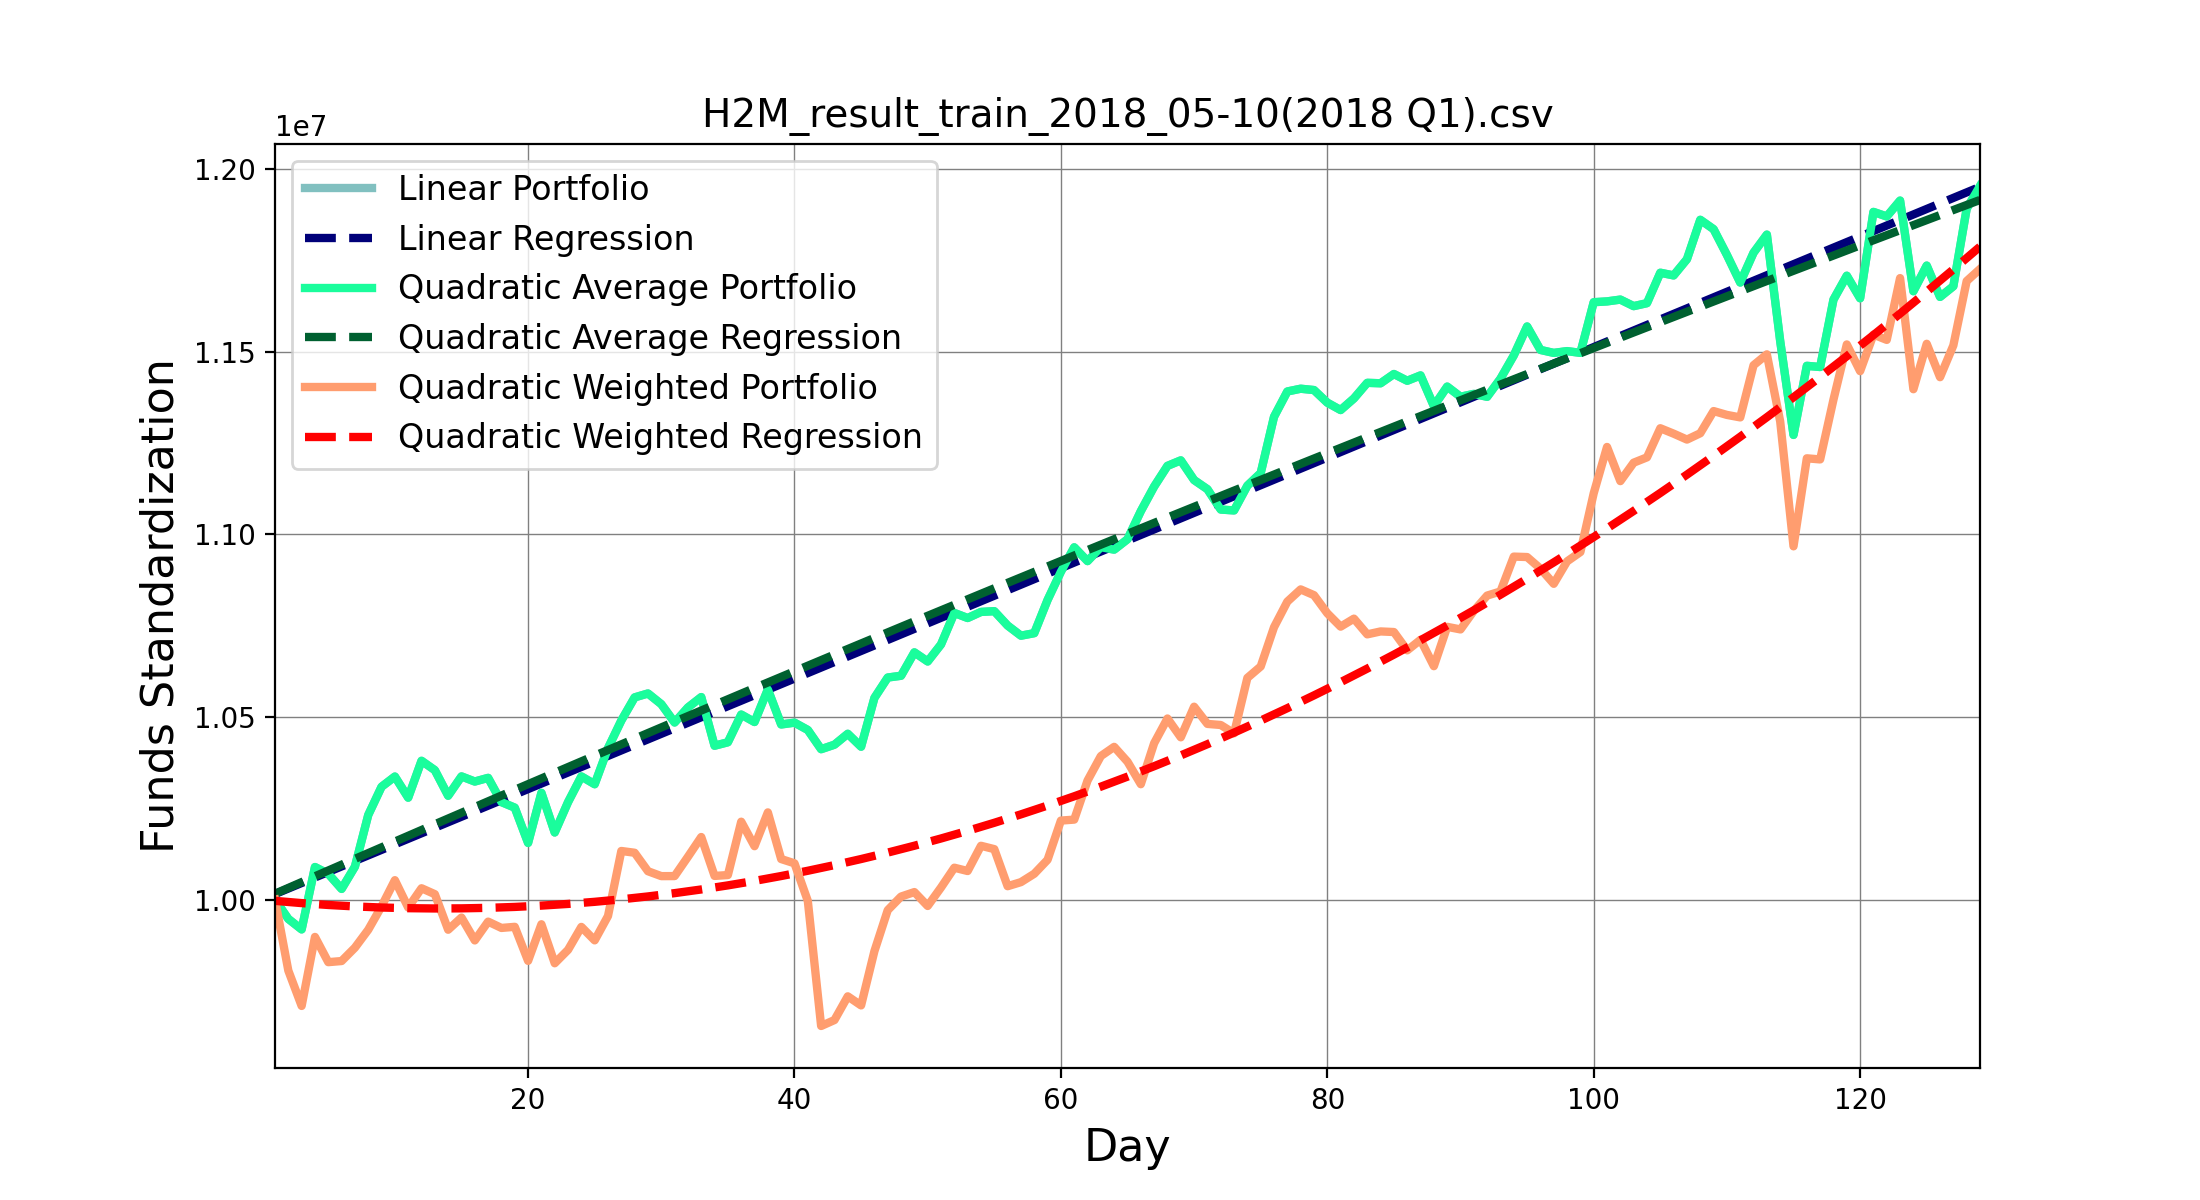 H2M_result_train_2018_05-10(2018 Q1).csv
1e7
Linear Portfolio
Linear Regression
Quadratic Average Portfolio
Quadratic Average Regression
Quadratic Weighted Portfolio
Quadratic Weighted Regression
1.20
1.15
1.10
1.05
1.00
Funds Standardization
20 40 60 80 100 120
Day